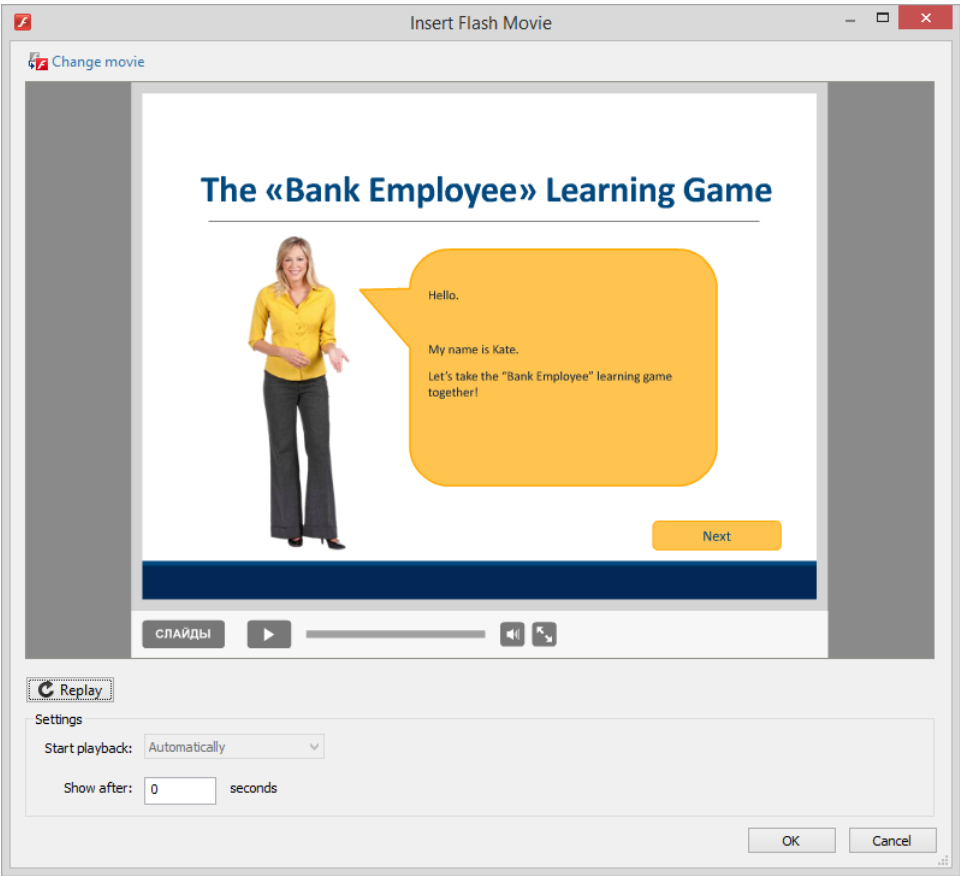 Insert Flash Movie
Change movie
The «Bank Employee» Learning Game
Hello.
My name is Kate.
Let's take the “Bank Employee” learning game
together!
Next
СЛАЙДЫ
Replay
Settings
Start playback: Automatically
Show after: 0 seconds
OK Cancel